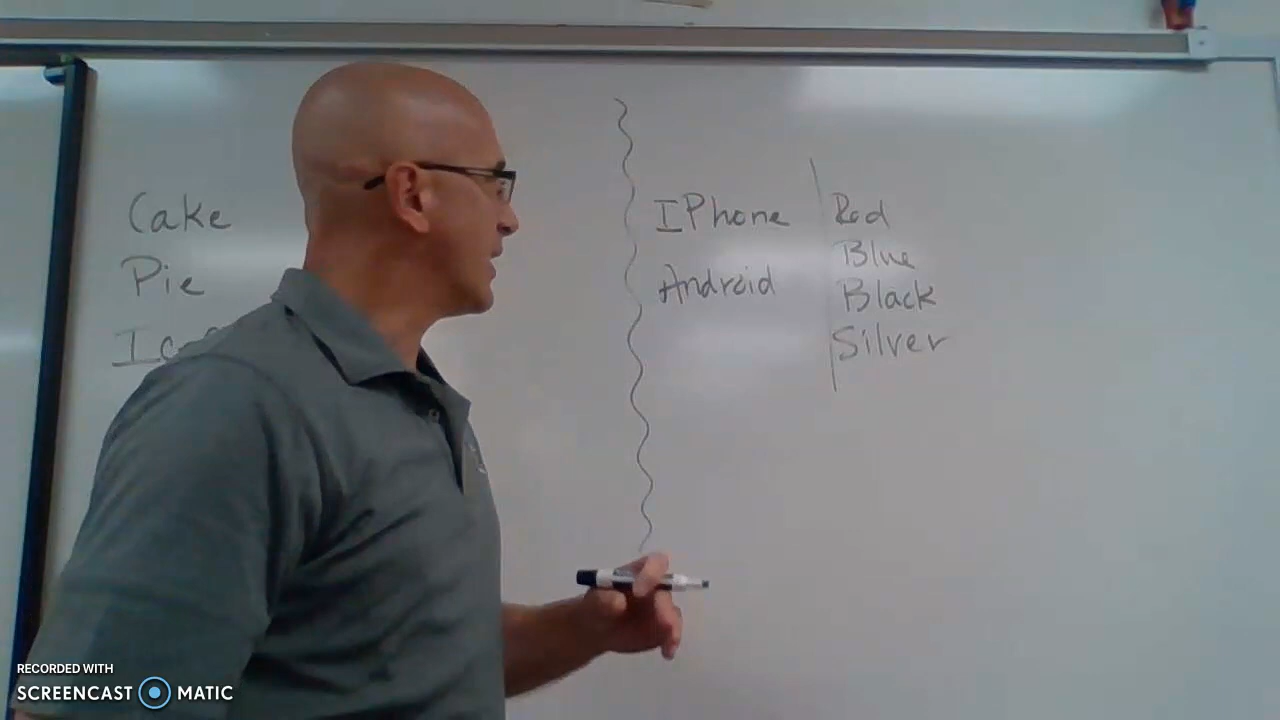 Cake
Pie
IPhone
Android
Red
Blue
Black
Silver
RECORDED WITH
SCREENCAST MATIC